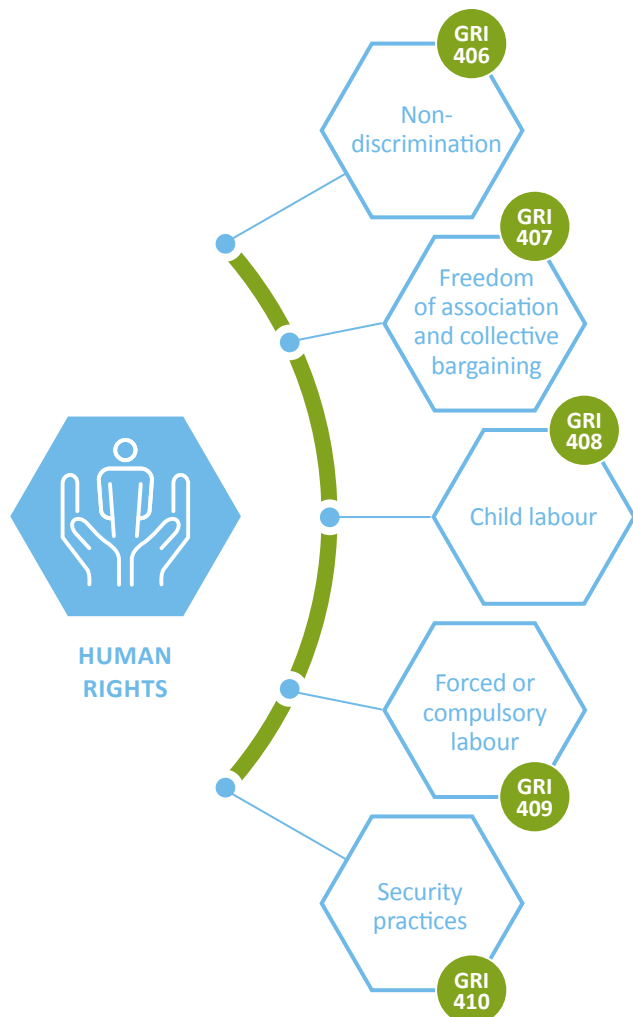 GRI
406
Non-
discrimination
GRI
407
Freedom
of association
and collective
bargaining
GRI
408
Child labour
HUMAN
RIGHTS
Forced or
compulsory
labour
GRI
409
Security
practices
GRI
410